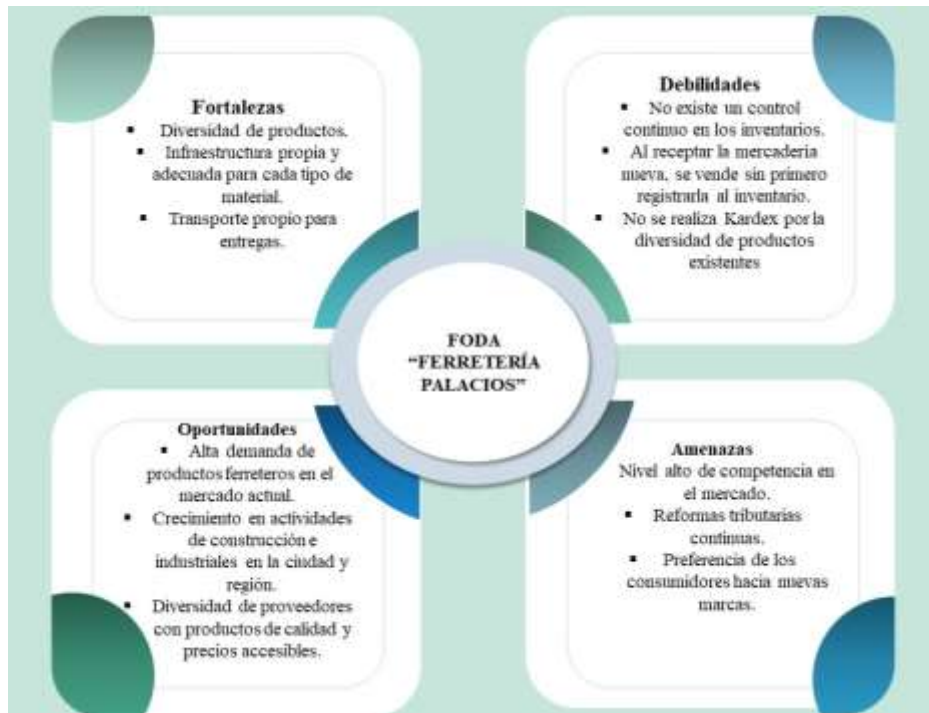 Fortalezas
▪ Diversidad de productos.
▪ Infraestructura propia y
adecuada para cada tipo de
material.
▪ Transporte propio para
entregas.
Debilidades
▪ No existe un control
continuo en los inventarios.
▪ Al receptar la mercadería
nueva, se vende sin primero
registrarla al inventario.
▪ No se realiza Kardex por la
diversidad de productos
existentes
FODA
“FERRETERÍA
PALACIOS”
Oportunidades
▪ Alta demanda de
productos ferreteros en el
mercado actual.
▪ Crecimiento en actividades
de construcción e
industriales en la ciudad y
región.
▪ Diversidad de proveedores
con productos de calidad y
precios accesibles.
Amenazas
Nivel alto de competencia en
el mercado.
▪ Reformas tributarias
continuas.
▪ Preferencia de los
consumidores hacia nuevas
marcas.